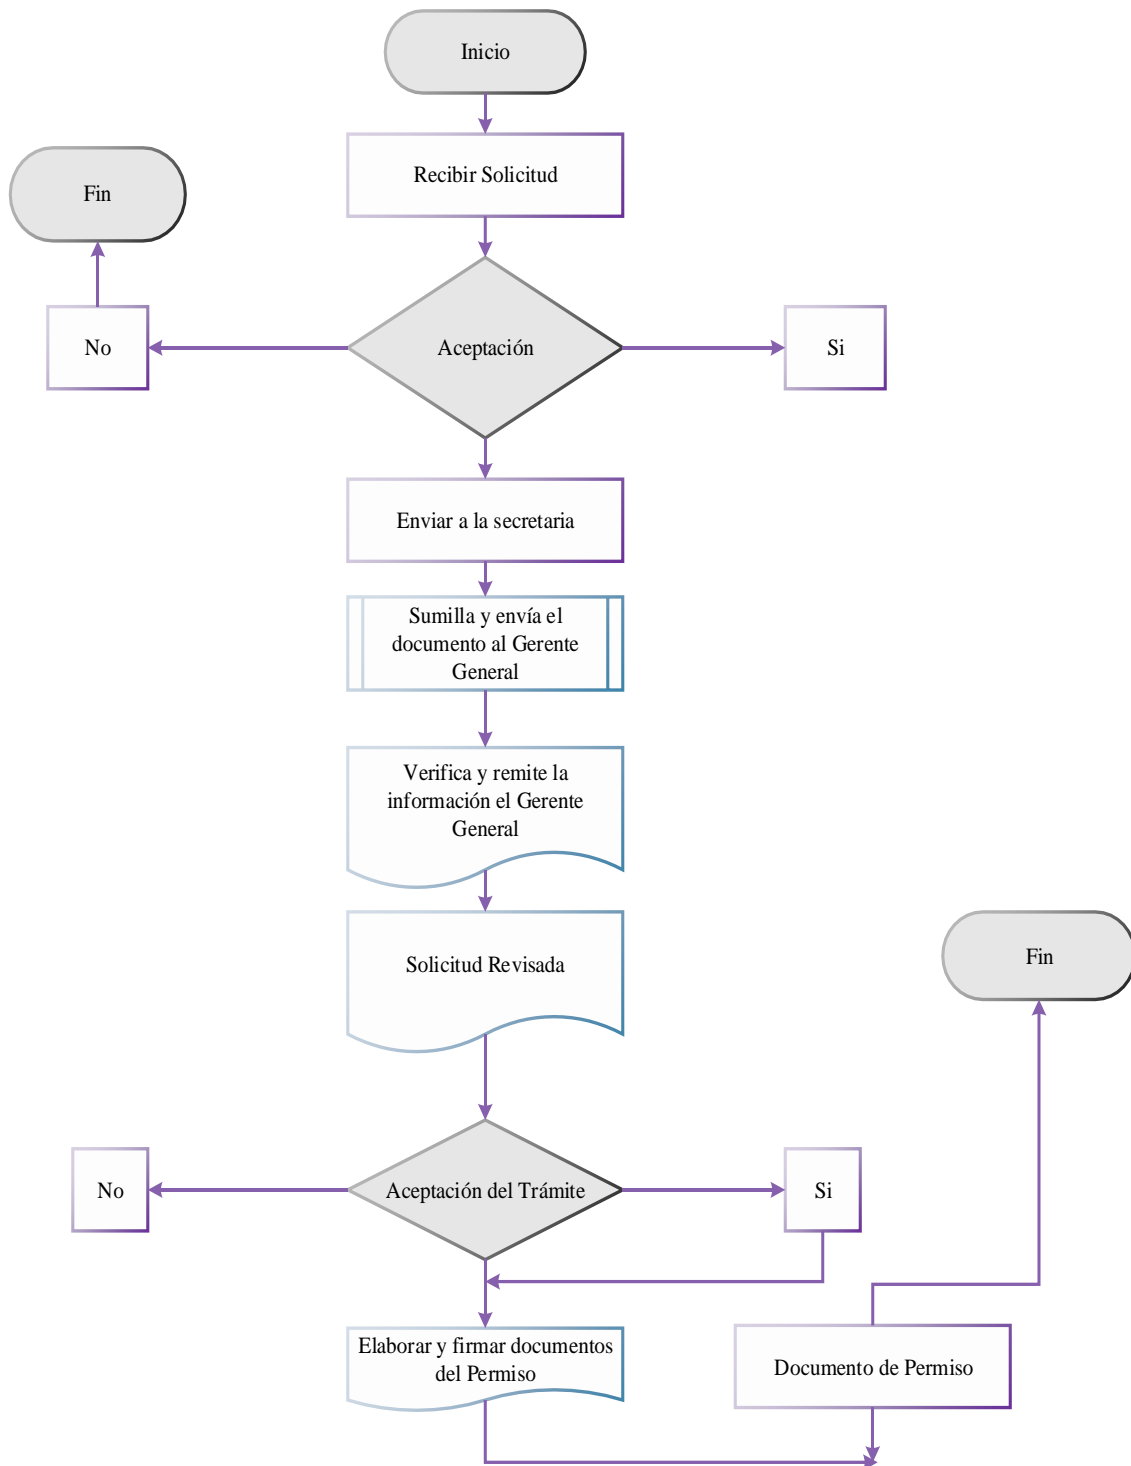 Inicio
Recibir Solicitud
Fin
No
Aceptación
Si
Enviar a la secretaria
Sumilla y envía el
documento al Gerente
General
Verifica y remite la
información el Gerente
General
Solicitud Revisada
Fin
No
Aceptación del Trámite
Si
Elaborar y firmar documentos
del Permiso
Documento de Permiso